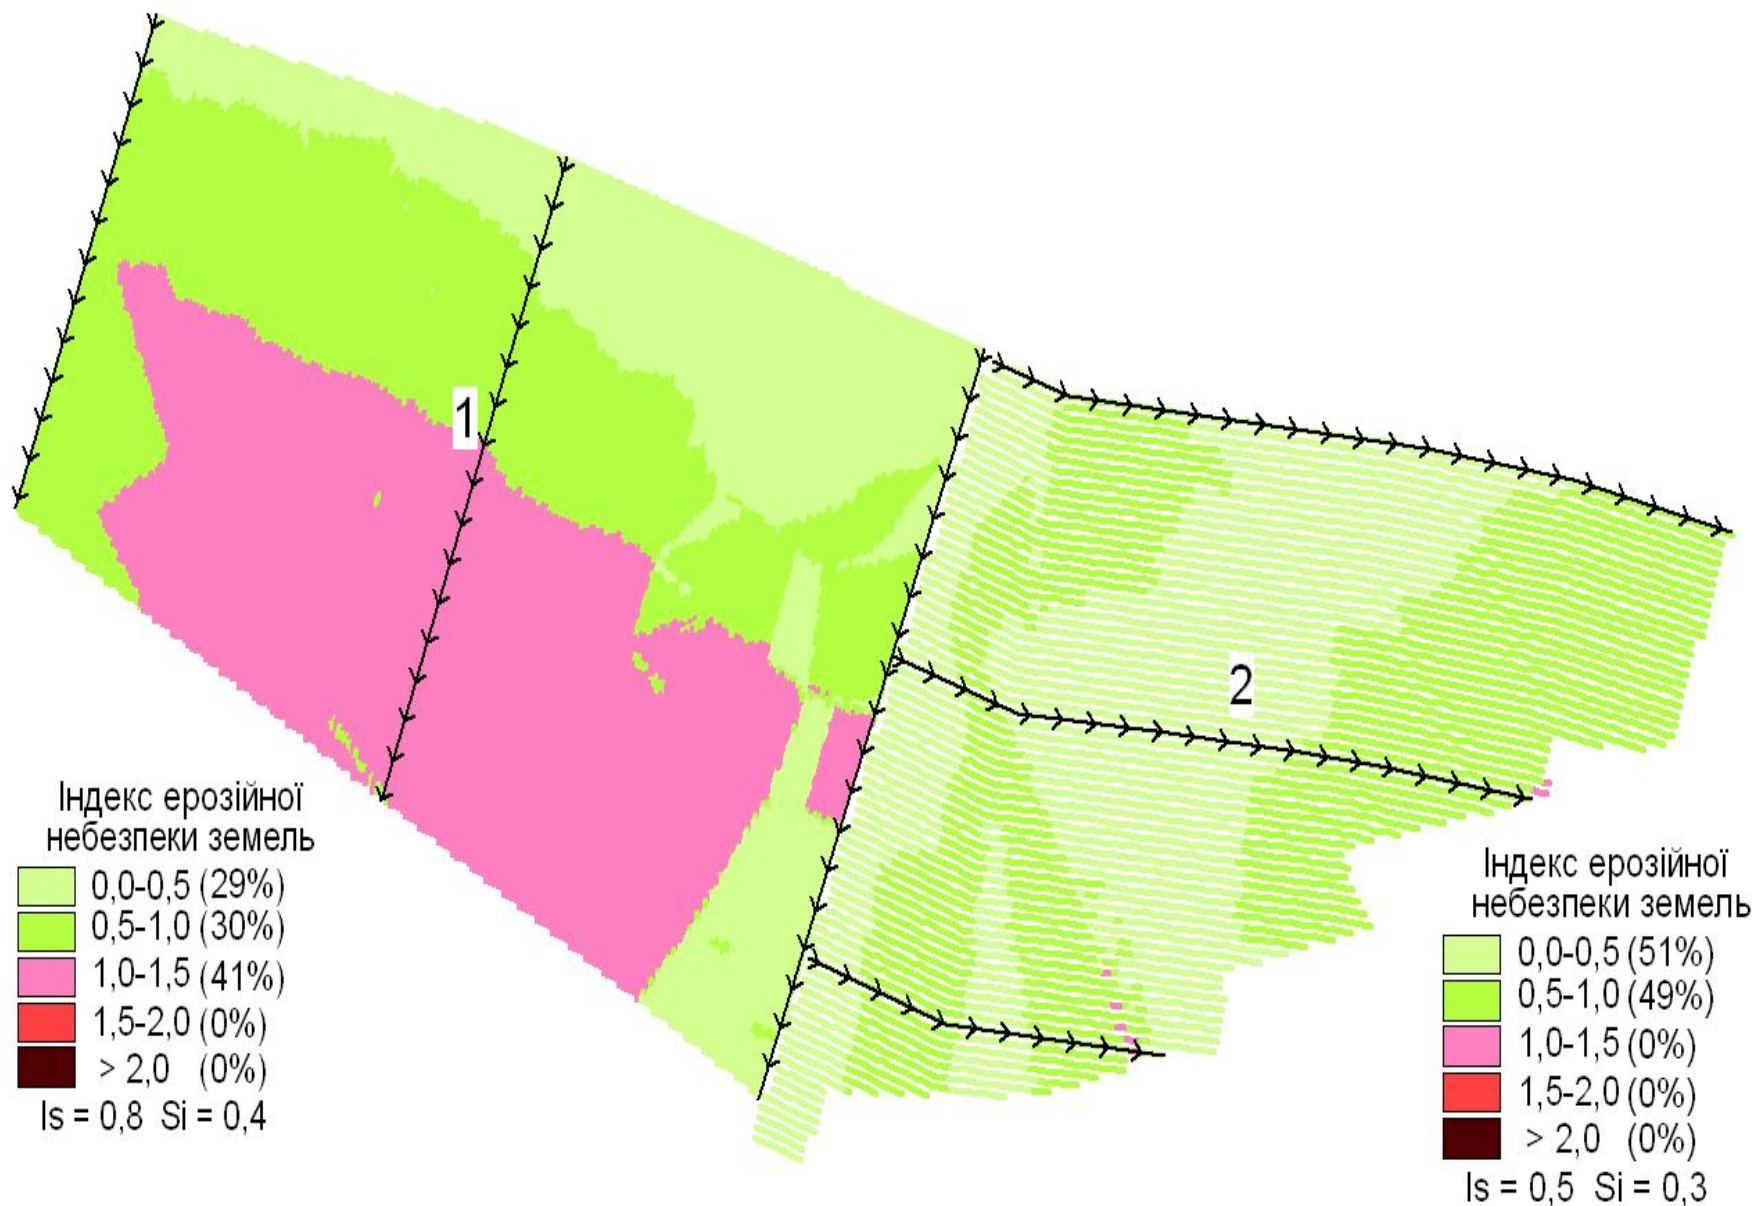 1
2
Індекс ерозійної
небезпеки земель
0,0-0,5 (29%)
0,5-1,0 (30%)
1,0-1,5 (41%)
1,5-2,0 (0%)
> 2,0 (0%)
Is = 0,8 Si = 0,4
Індекс ерозійної
небезпеки земель
0,0-0,5 (51%)
0,5-1,0 (49%)
1,0-1,5 (0%)
1,5-2,0 (0%)
> 2,0 (0%)
Is = 0,5 Si = 0,3